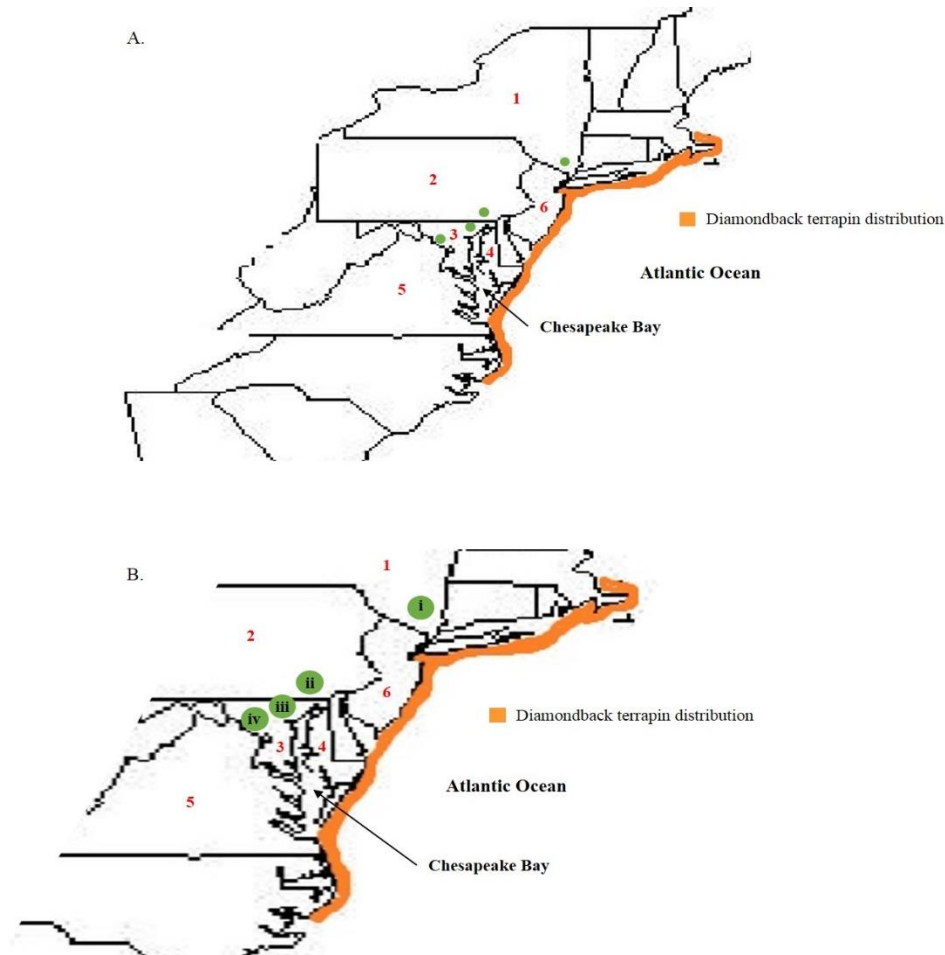 A.
1
2
6
Diamondback terrapin distribution
3
4
Atlantic Ocean
5
Chesapeake Bay
B.
1
i
2
ii
6
iii
iv
Diamondback terrapin distribution
3
4
Atlantic Ocean
5
Chesapeake Bay